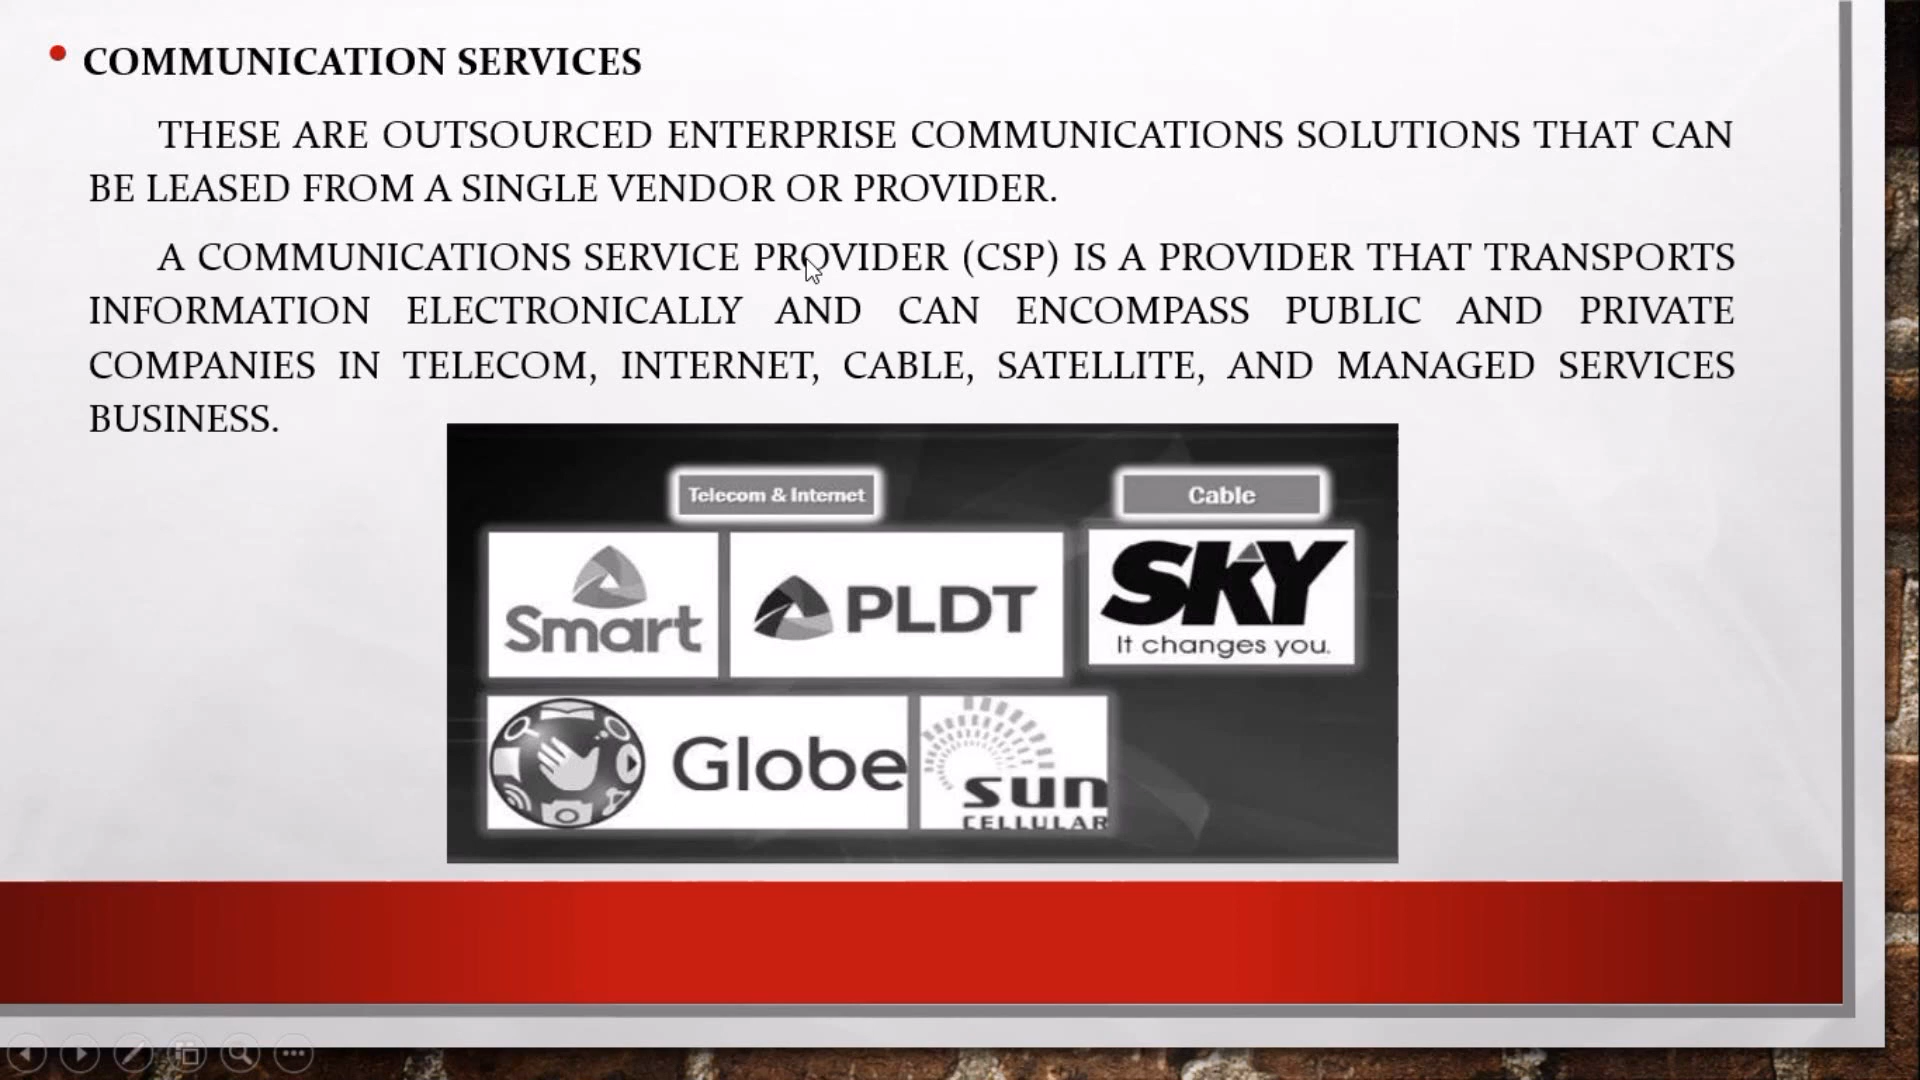 COMMUNICATION SERVICES
THESE ARE OUTSOURCED ENTERPRISE COMMUNICATIONS SOLUTIONS THAT CAN
BE LEASED FROM A SINGLE VENDOR OR PROVIDER.
A COMMUNICATIONS SERVICE PROVIDER (CSP) IS A PROVIDER THAT TRANSPORTS
INFORMATION ELECTRONICALLY AND CAN ENCOMPASS PUBLIC AND PRIVATE
COMPANIES IN TELECOM, INTERNET, CABLE, SATELLITE, AND MANAGED SERVICES
BUSINESS.
Telecom & Internet
Cable
Smart
PLDT
SKY
It changes you.
Globe
sun
CELLULAR